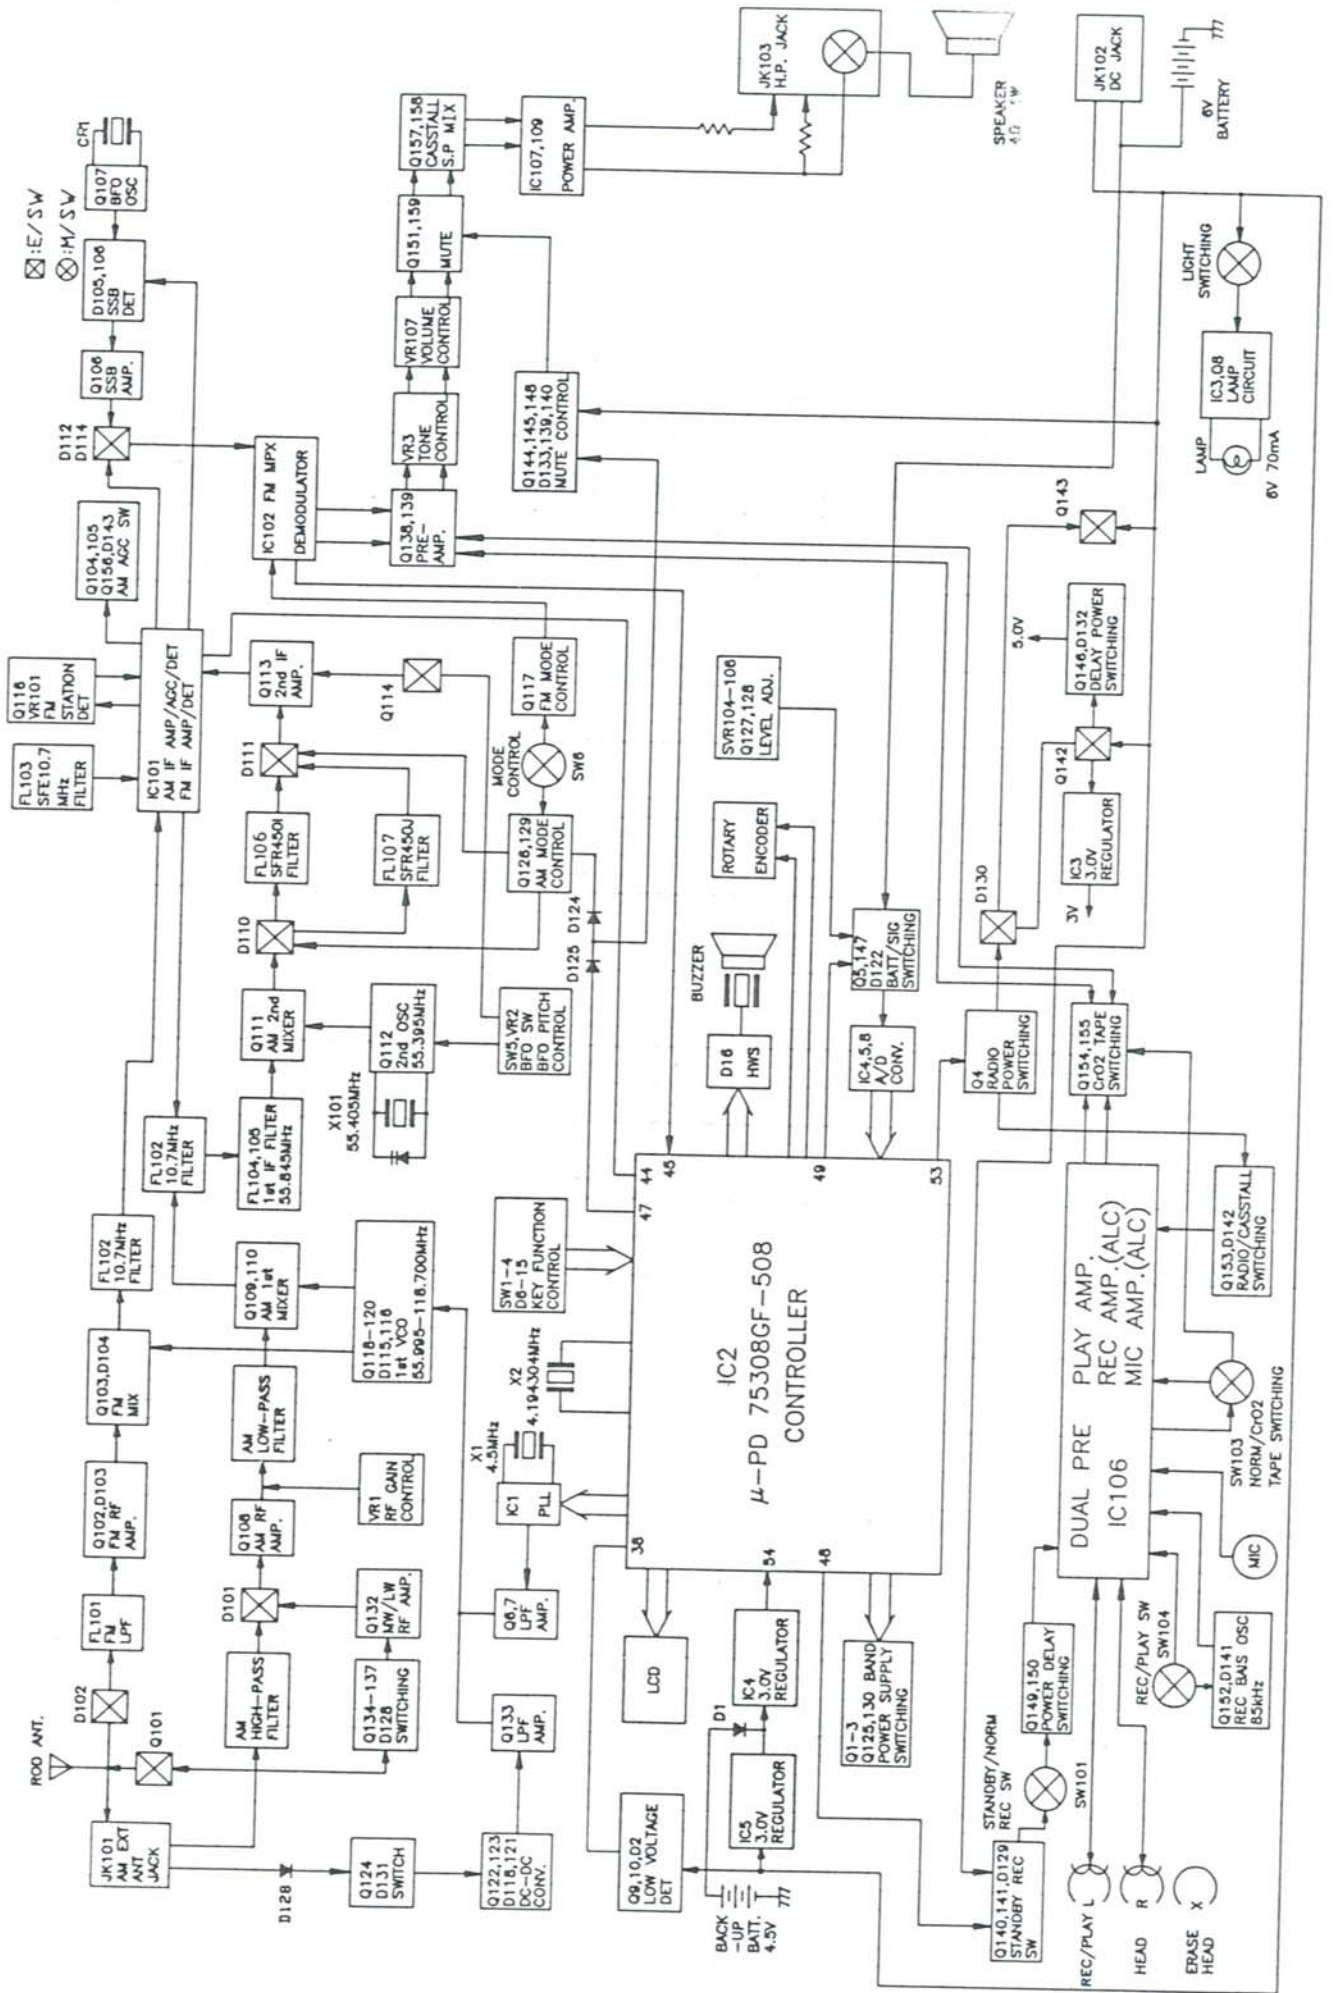 ROD ANT.
JK101
AM EXT
ANT
JACK
D102
Q101
FL101
FM
LPF
Q102,D103
FM RF
AMP.
Q103,D104
FM
MIX
FL102
10.7MHz
FILTER
FL103
SFE10.7
MHz
FILTER
Q116
VR101
FM
STATION
DET
IC101
AM IF AMP/AGC/DET
FM IF AMP/DET
Q104,105
Q156,D143
AM AGC SW
D112
D114
Q106
SSB
AMP.
D105,106
SSB
DET
Q107
BFO
OSC
CR1
⊠:E/SW
⊗:M/SW
AM
HIGH-PASS
FILTER
D101
Q108
AM RF
AMP.
AM
LOW-PASS
FILTER
Q109,110
AM 1st
MIXER
FL102
10.7MHz
FILTER
FL104,105
1st IF FILTER
55.845MHz
Q111
AM 2nd
MIXER
D110
FL106
SFR450I
FILTER
D111
Q113
2nd IF
AMP.
IC102 FM MPX
DEMODULATOR
Q134-137
D128
SWITCHING
Q132
MW/LW
RF AMP.
VR1
RF GAIN
CONTROL
Q118-120
D115,116
1st VCO
55.995-118.700MHz
X101
55.405MHz
Q112
2nd OSC
55.395MHz
FL107
SFR450J
FILTER
Q114
Q138,139
PRE-
AMP.
VR3
TONE
CONTROL
VR107
VOLUME
CONTROL
Q151,159
MUTE
Q157,158
CASSTALL
S.P MIX
D128
Q124
D131
SWITCH
Q122,123
D118,121
DC-DC
CONV.
Q133
LPF
AMP.
Q6,7
LPF
AMP.
IC1
PLL
X1
4.5MHz
X2
4.194304MHz
SW1-4
D6-15
KEY FUNCTION
CONTROL
SW5,VR2
BFO SW
BFO PITCH
CONTROL
D125
D124
Q126,129
AM MODE
CONTROL
MODE
CONTROL
SW6
Q117
FM MODE
CONTROL
Q144,145,148
D133,139,140
MUTE CONTROL
IC107,109
POWER AMP.
JK103
H.P. JACK
SPEAKER
Q9,10,D2
LOW VOLTAGE
DET
LCD
38
47
44
45
49
53
54
48
IC2
μ-PD 75308GF-508
CONTROLLER
BACK
-UP
BATT.
4.5V
IC5
3.0V
REGULATOR
D1
IC4
3.0V
REGULATOR
Q1-3
Q125,130 BAND
POWER SUPPLY
SWITCHING
D16
HWS
BUZZER
ROTARY
ENCODER
SVR104-106
Q127,128
LEVEL ADJ.
IC4,5,8
A/D
CONV.
Q5,147
D122
BATT/SIG
SWITCHING
Q4
RADIO
POWER
SWITCHING
D130
3V
IC3
3.0V
REGULATOR
Q142
5.0V
Q146,D132
DELAY POWER
SWITCHING
Q143
JK102
DC JACK
6V
BATTERY
LIGHT
SWITCHING
IC3,Q8
LAMP
CIRCUIT
LAMP
6V 70mA
Q140,141,D129
STANDBY REC
SW
STANDBY/NORM
REC SW
Q149,150
POWER DELAY
SWITCHING
DUAL PRE PLAY AMP.
REC AMP.(ALC)
IC106 MIC AMP.(ALC)
Q154,155
CrO2 TAPE
SWITCHING
Q153,D142
RADIO/CASSTALL
SWITCHING
SW103
NORM/CrO2
TAPE SWITCHING
MIC
SW101
REC/PLAY SW
SW104
Q152,D141
REC BAIS OSC
85kHz
REC/PLAY L
HEAD R
ERASE
HEAD X